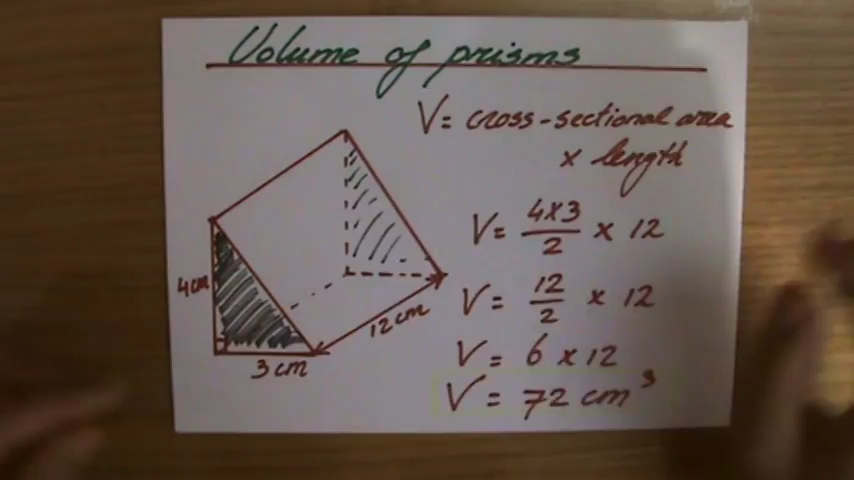 Volume of prisms
V = cross-sectional area
x length
4cm
3cm
12cm
V = 4x3/2 x 12
V = 12/2 x 12
V = 6 x 12
V = 72 cm³